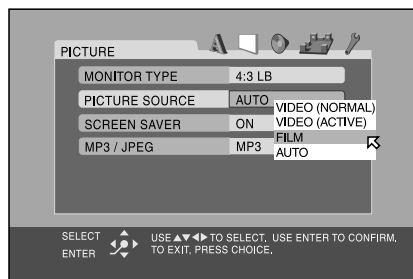 PICTURE
MONITOR TYPE 4:3 LB
PICTURE SOURCE AUTO
VIDEO (NORMAL)
VIDEO (ACTIVE)
FILM
AUTO
SCREEN SAVER ON
MP3 / JPEG MP3
SELECT
ENTER
USE ▲▼◀▶ TO SELECT, USE ENTER TO CONFIRM.
TO EXIT, PRESS CHOICE.